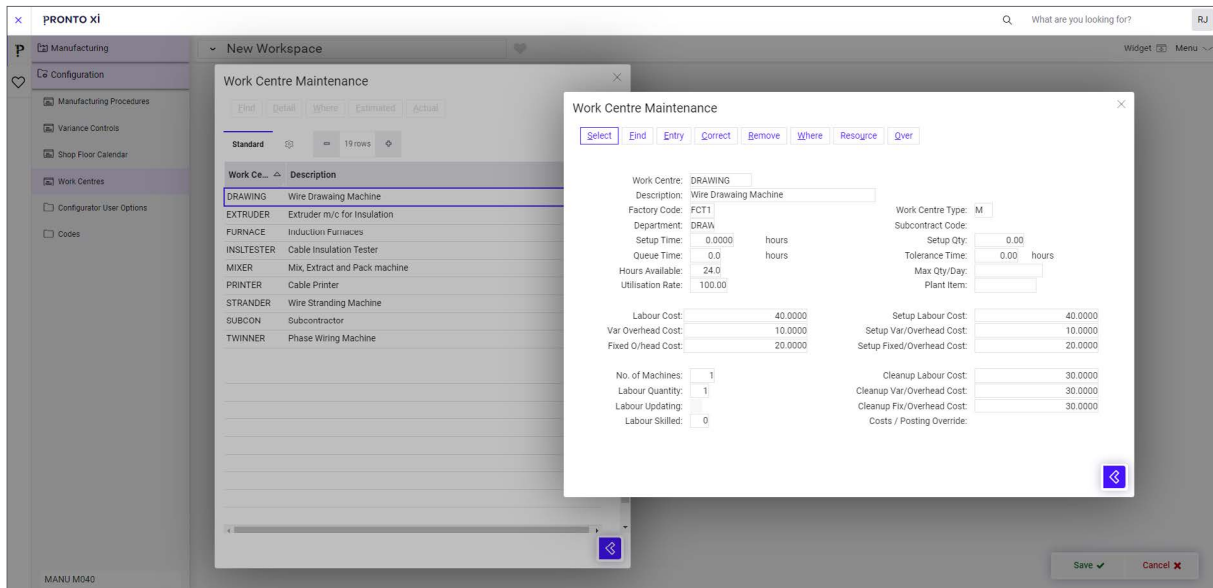 PRONTO XI
What are you looking for?
RJ
P
Manufacturing
New Workspace
Widget
Menu
Configuration
Manufacturing Procedures
Variance Controls
Shop Floor Calendar
Work Centres
Configurator User Options
Codes
MANU M040
Work Centre Maintenance
Find Detail Where Estimated Actual
Standard 19 rows
Work Ce... Description
DRAWING Wire Drawaing Machine
EXTRUDER Extruder m/c for Insulation
FURNACE Induction Furnaces
INSLTESTER Cable Insulation Tester
MIXER Mix, Extract and Pack machine
PRINTER Cable Printer
STRANDER Wire Stranding Machine
SUBCON Subcontractor
TWINNER Phase Wiring Machine
Work Centre Maintenance
Select Find Entry Correct Remove Where Resource Over
Work Centre: DRAWING
Description: Wire Drawaing Machine
Factory Code: FCT1 Work Centre Type: M
Department: DRAW Subcontract Code:
Setup Time: 0.0000 hours Setup Qty: 0.00
Queue Time: 0.0 hours Tolerance Time: 0.00 hours
Hours Available: 24.0 Max Qty/Day:
Utilisation Rate: 100.00 Plant Item:
Labour Cost: 40.0000 Setup Labour Cost: 40.0000
Var Overhead Cost: 10.0000 Setup Var/Overhead Cost: 10.0000
Fixed O/head Cost: 20.0000 Setup Fixed/Overhead Cost: 20.0000
No. of Machines: 1 Cleanup Labour Cost: 30.0000
Labour Quantity: 1 Cleanup Var/Overhead Cost: 30.0000
Labour Updating: Cleanup Fix/Overhead Cost: 30.0000
Labour Skilled: 0 Costs / Posting Override:
Save Cancel